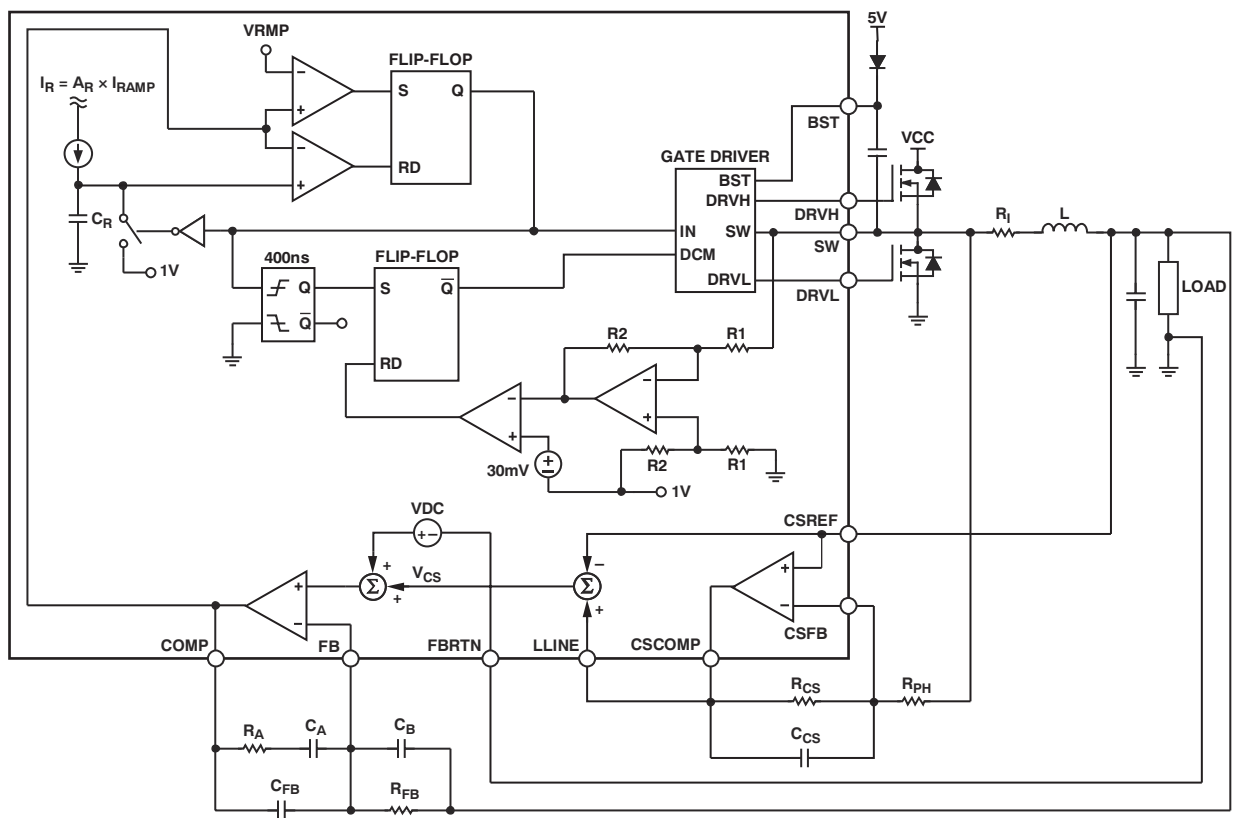 VRMP
5V
FLIP-FLOP
I_R = A_R × I_RAMP
−
S
Q
+
BST
VCC
−
GATE DRIVER
RD
BST
+
DRVH
DRVH
C_R
R_I
L
IN
SW
SW
1V
DCM
400ns
FLIP-FLOP
DRVL
DRVL
LOAD
Q
S
Q̅
Q̅
R2
R1
RD
−
−
+
+
30mV
+
−
R2
R1
1V
VDC
CSREF
+ −
−
+
+
V_CS
Σ
Σ
+
+
−
−
CSFB
COMP
FB
FBRTN
LLINE
CSCOMP
R_CS
R_PH
R_A
C_A
C_B
C_CS
C_FB
R_FB